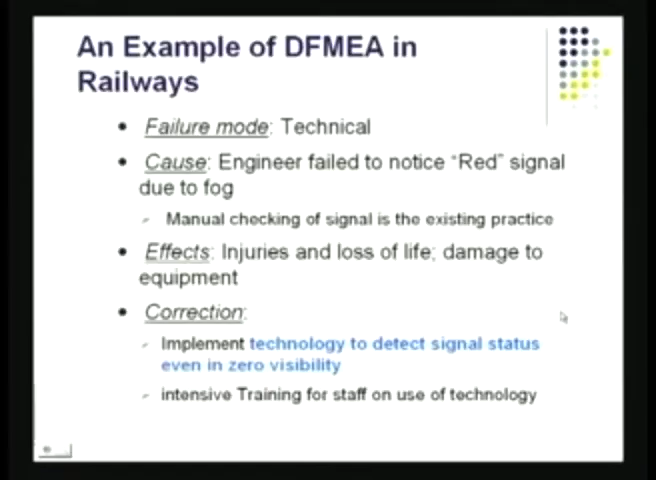 An Example of DFMEA in
Railways
• Failure mode: Technical
• Cause: Engineer failed to notice “Red” signal
due to fog
Manual checking of signal is the existing practice
• Effects: Injuries and loss of life; damage to
equipment
• Correction:
Implement technology to detect signal status
even in zero visibility
intensive Training for staff on use of technology